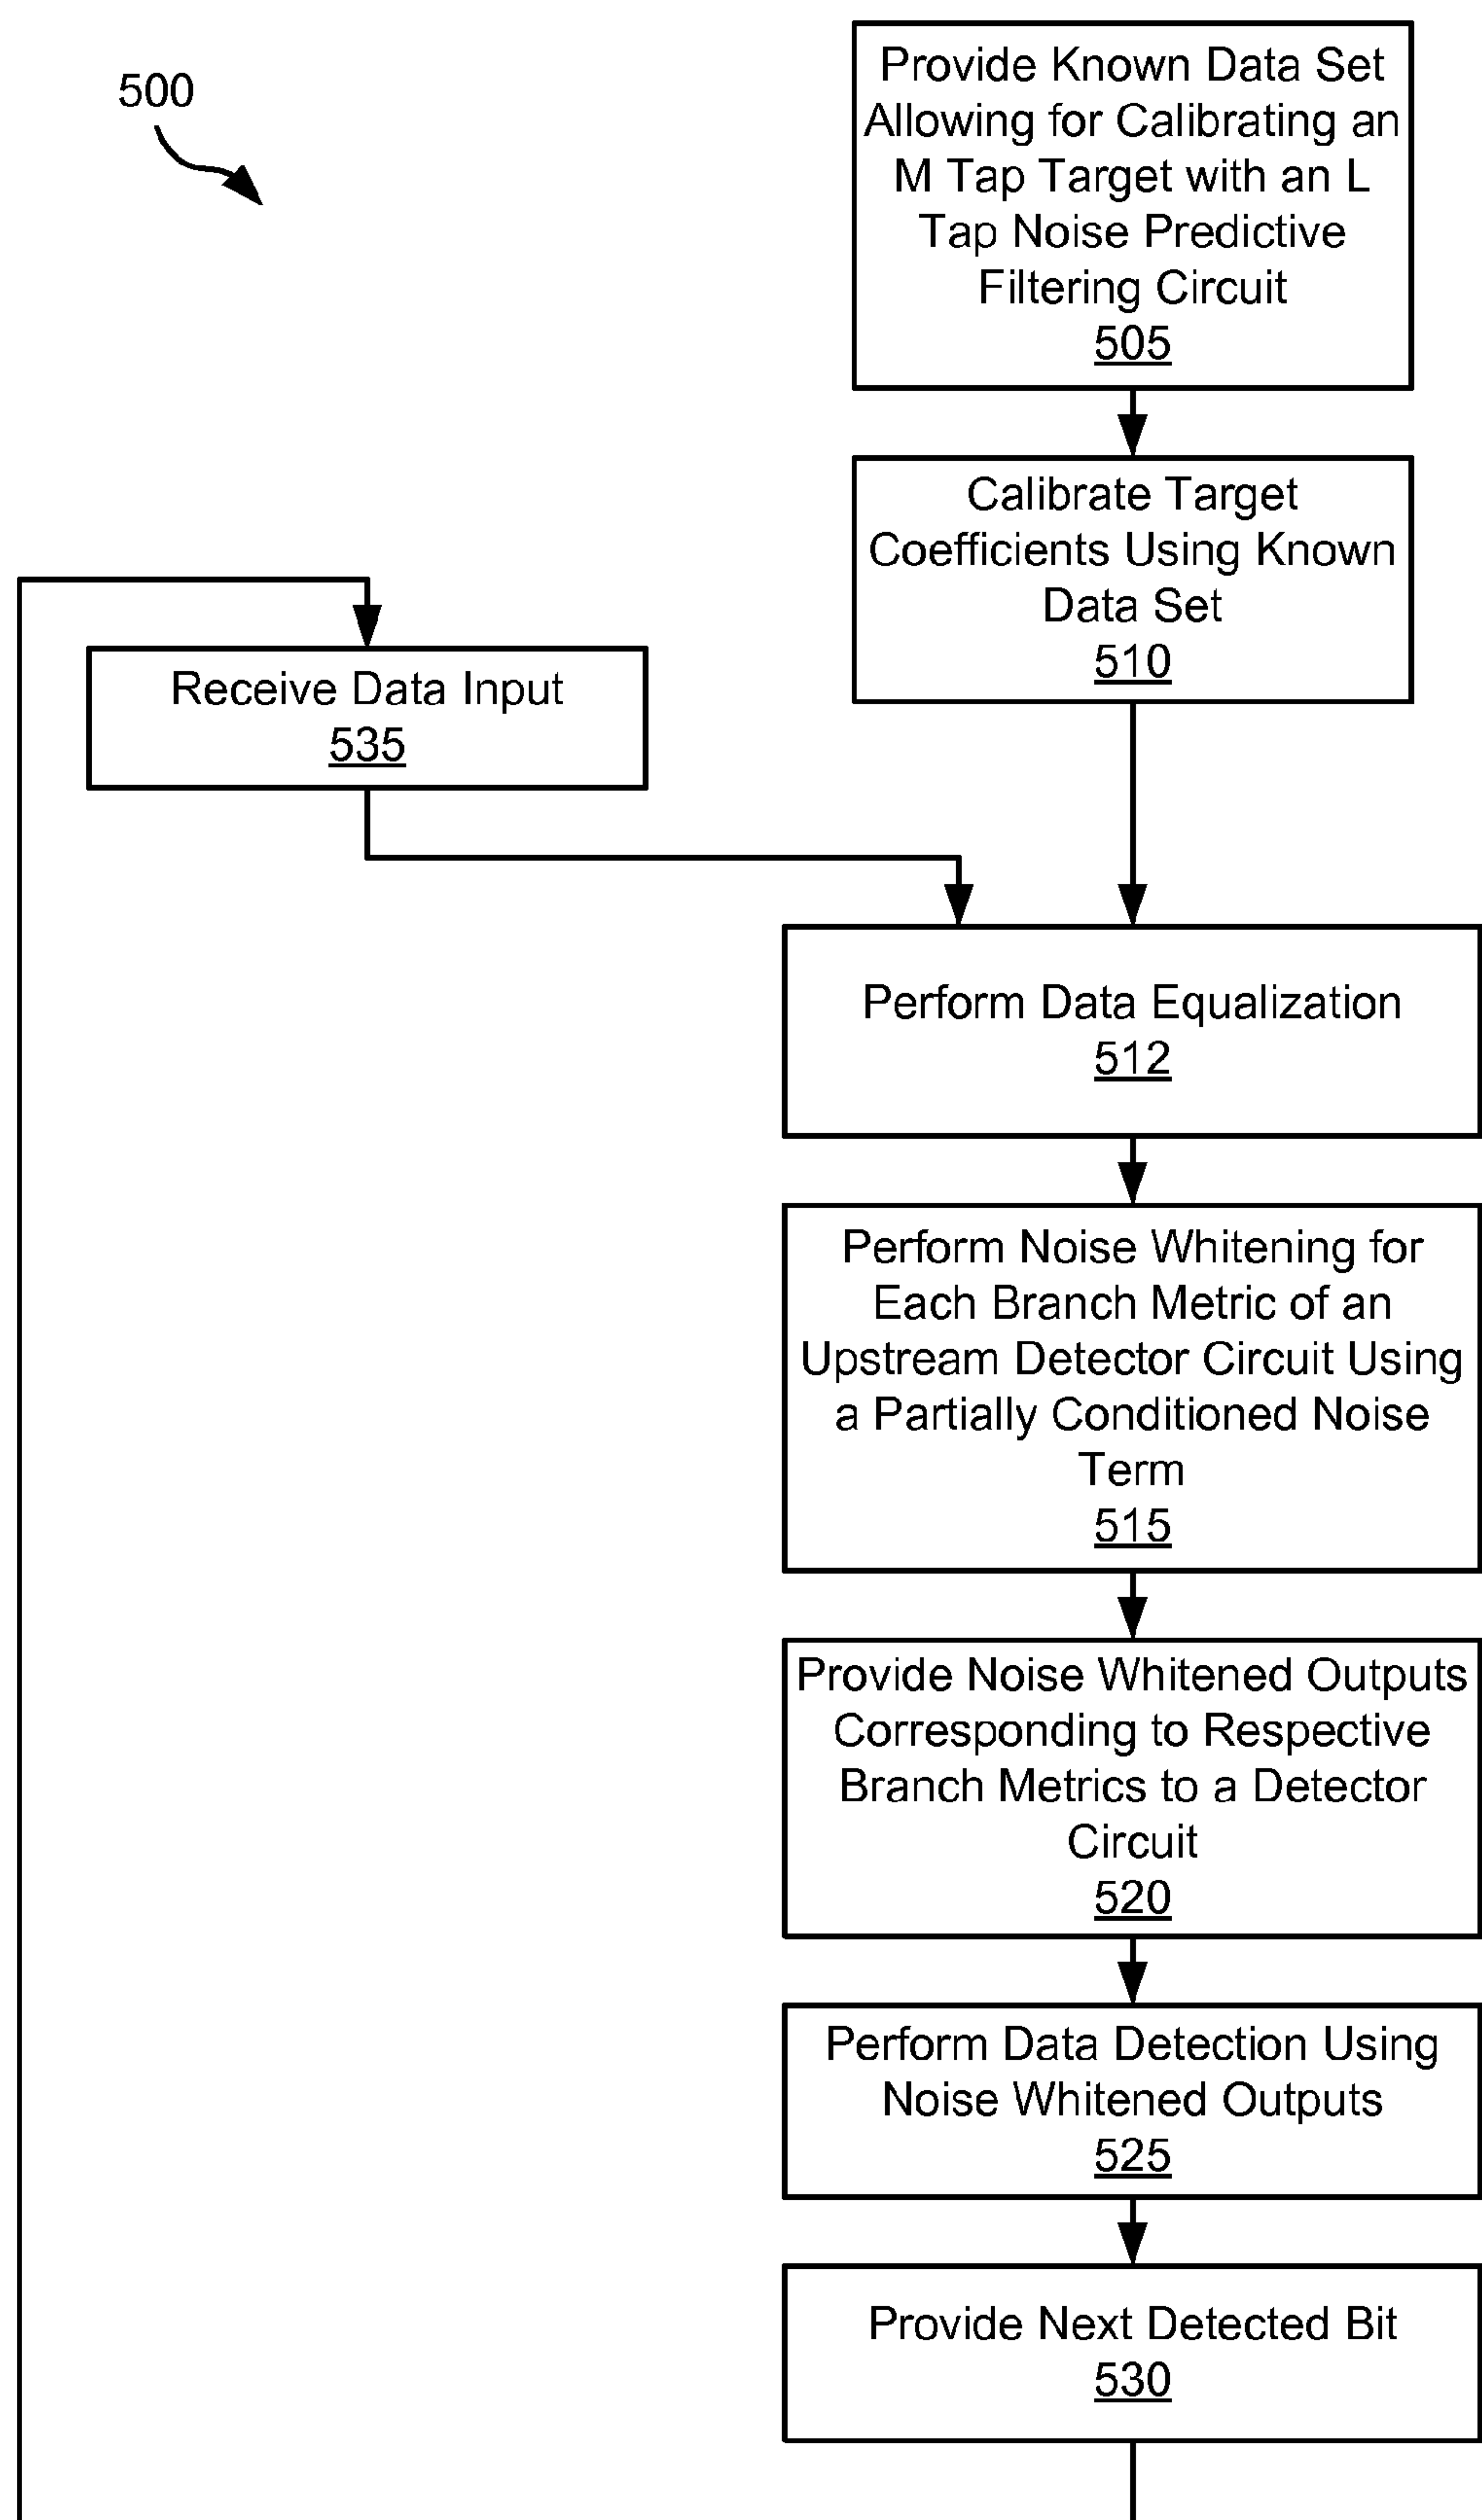 500
Provide Known Data Set
Allowing for Calibrating an
M Tap Target with an L
Tap Noise Predictive
Filtering Circuit
505
Calibrate Target
Coefficients Using Known
Data Set
510
Receive Data Input
535
Perform Data Equalization
512
Perform Noise Whitening for
Each Branch Metric of an
Upstream Detector Circuit Using
a Partially Conditioned Noise
Term
515
Provide Noise Whitened Outputs
Corresponding to Respective
Branch Metrics to a Detector
Circuit
520
Perform Data Detection Using
Noise Whitened Outputs
525
Provide Next Detected Bit
530